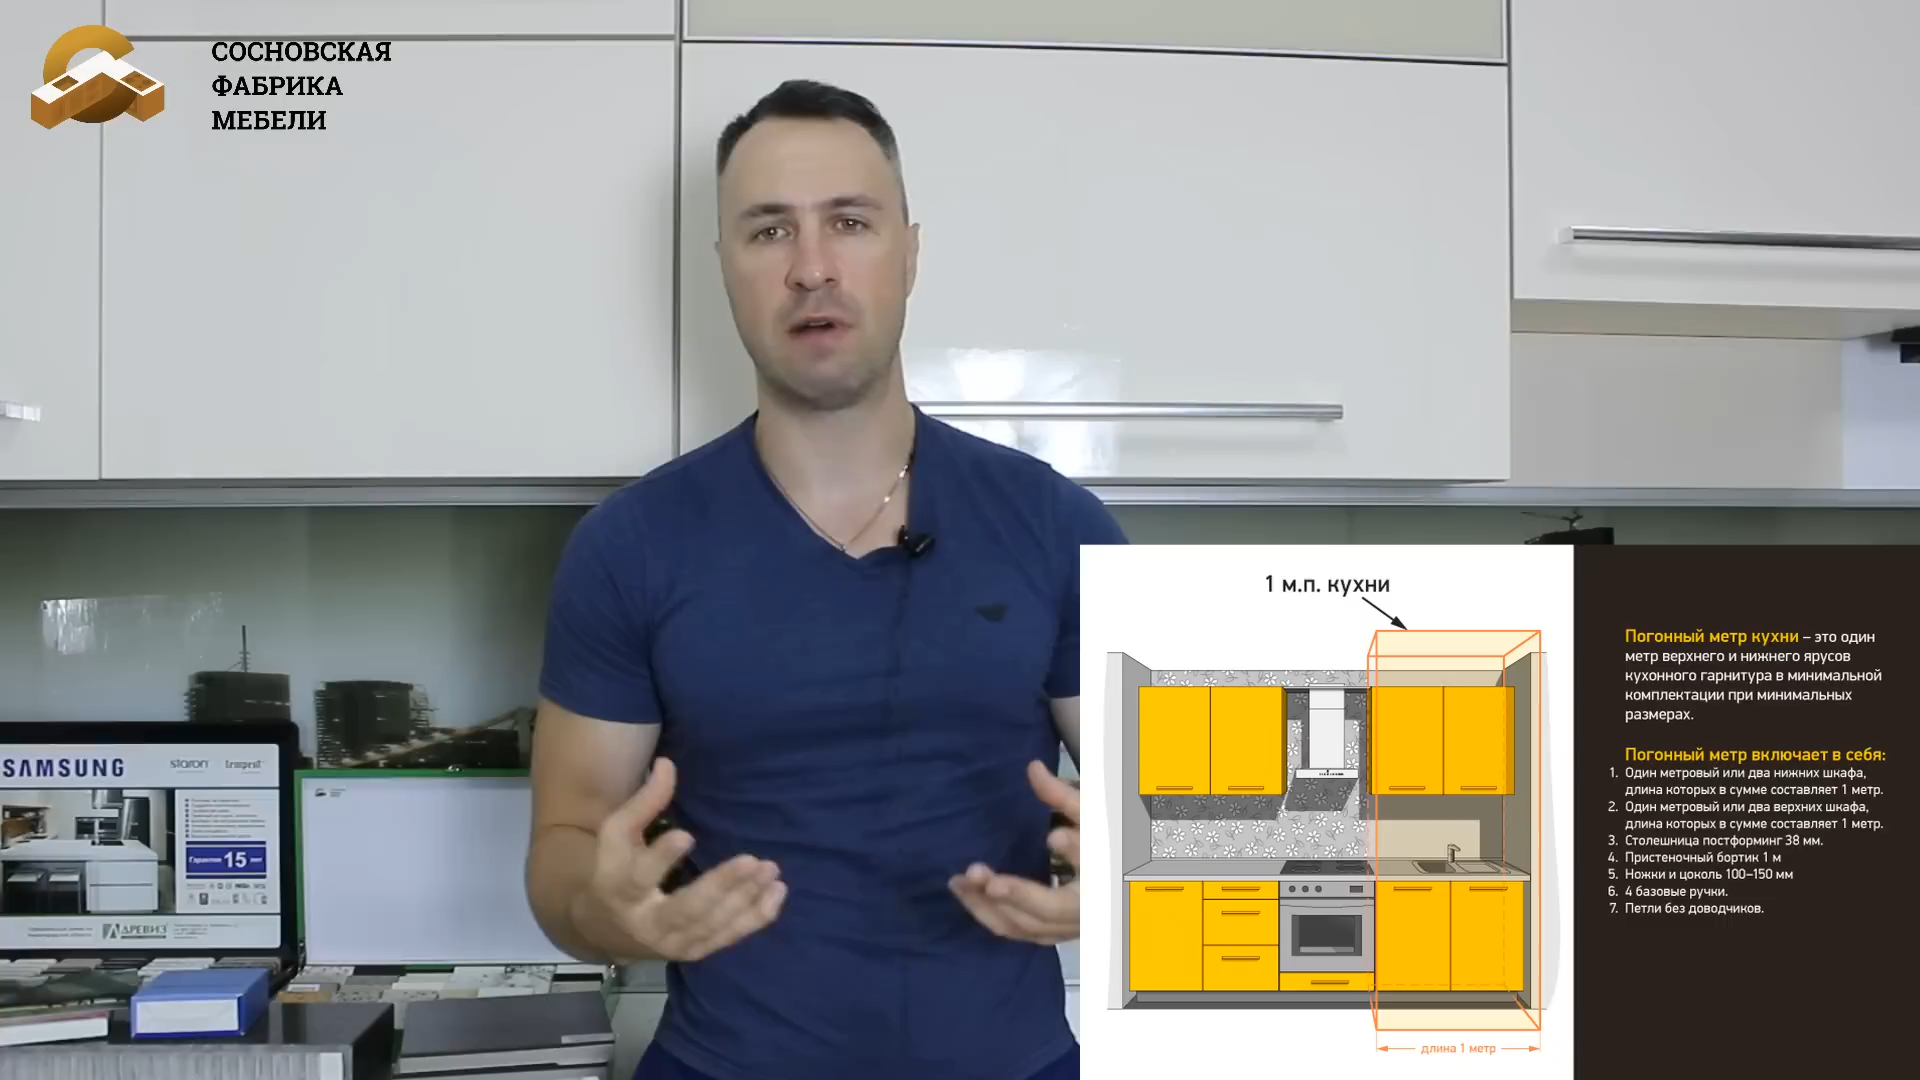 СОСНОВСКАЯ
ФАБРИКА
МЕБЕЛИ
1 м.п. кухни
Погонный метр кухни – это один
метр верхнего и нижнего ярусов
кухонного гарнитура в минимальной
комплектации при минимальных
размерах.
Погонный метр включает в себя:
1. Один метровый или два нижних шкафа,
длина которых в сумме составляет 1 метр.
2. Один метровый или два верхних шкафа,
длина которых в сумме составляет 1 метр.
3. Столешница постформинг 38 мм.
4. Пристеночный бортик 1 м
5. Ножки и цоколь 100–150 мм
6. 4 базовые ручки.
7. Петли без доводчиков.
длина 1 метр
SAMSUNG
staron
tempest
Гарантия 15 лет
ДРЕВИЗ